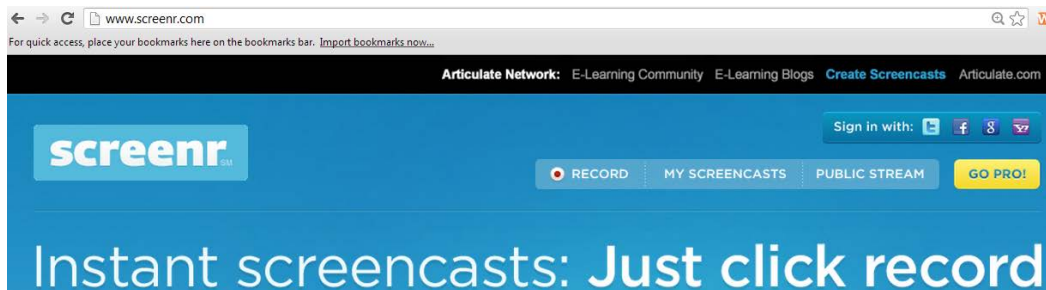 www.screenr.com
For quick access, place your bookmarks here on the bookmarks bar. Import bookmarks now...
Articulate Network: E-Learning Community E-Learning Blogs Create Screencasts Articulate.com
Sign in with:
screenr
SM
RECORD MY SCREENCASTS PUBLIC STREAM GO PRO!
Instant screencasts: Just click record